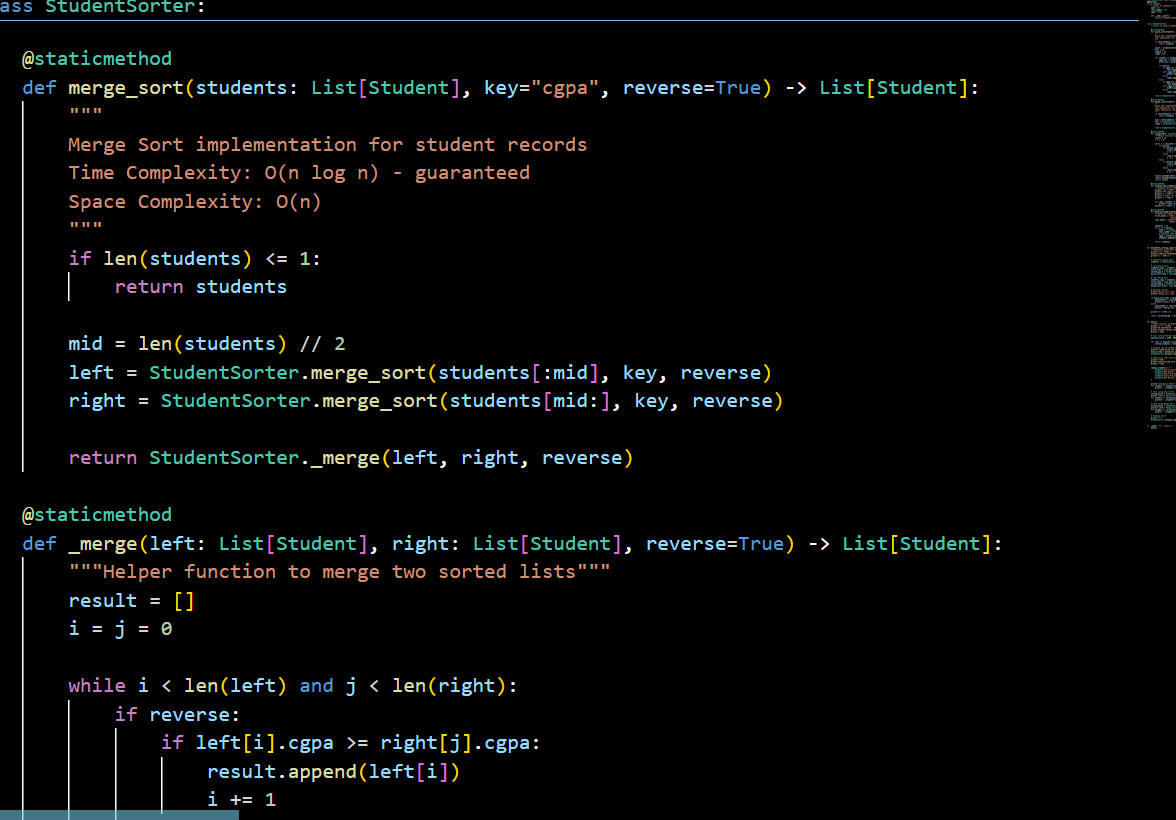 ass StudentSorter:
@staticmethod
def merge_sort(students: List[Student], key="cgpa", reverse=True) -> List[Student]:
"""
Merge Sort implementation for student records
Time Complexity: O(n log n) - guaranteed
Space Complexity: O(n)
"""
if len(students) <= 1:
return students
mid = len(students) // 2
left = StudentSorter.merge_sort(students[:mid], key, reverse)
right = StudentSorter.merge_sort(students[mid:], key, reverse)
return StudentSorter._merge(left, right, reverse)
@staticmethod
def _merge(left: List[Student], right: List[Student], reverse=True) -> List[Student]:
"""Helper function to merge two sorted lists"""
result = []
i = j = 0
while i < len(left) and j < len(right):
if reverse:
if left[i].cgpa >= right[j].cgpa:
result.append(left[i])
i += 1